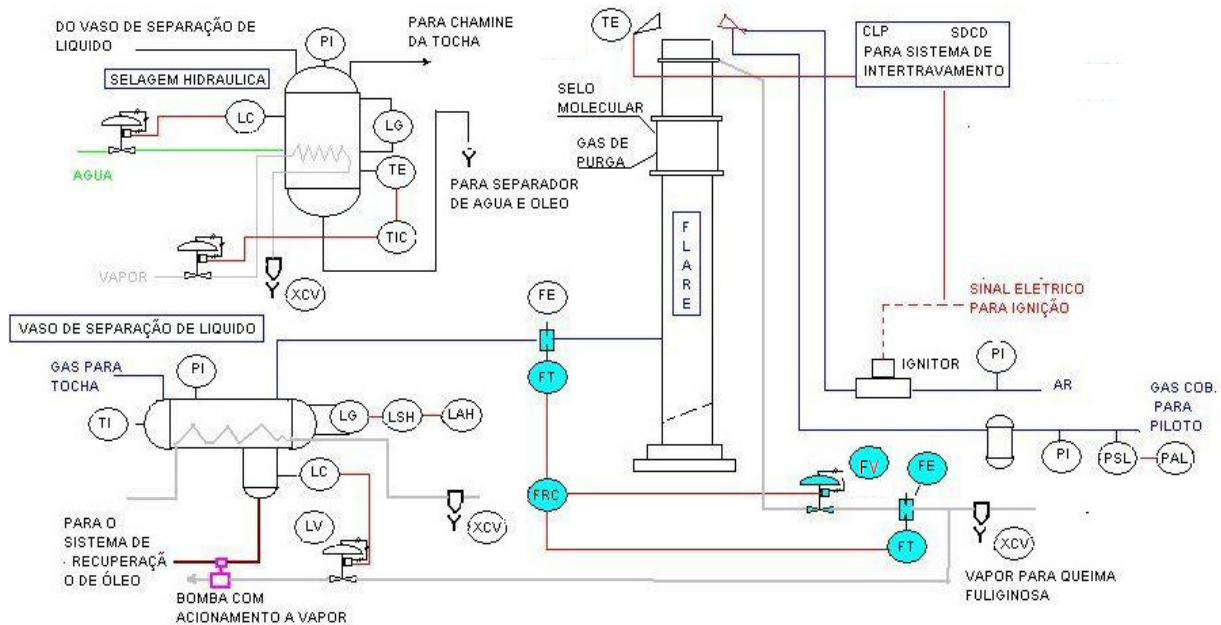 DO VASO DE SEPARAÇÃO DE
LIQUIDO
PI
PARA CHAMINE
DA TOCHA
SELAGEM HIDRAULICA
LC
LG
AGUA
TE
PARA SEPARADOR
DE AGUA E OLEO
TIC
VAPOR
XCV
TE
CLP SDCD
PARA SISTEMA DE
INTERTRAVAMENTO
SELO
MOLECULAR
GAS DE
PURGA
F
L
A
R
E
SINAL ELÉTRICO
PARA IGNIÇÃO
IGNITOR
PI
AR
GAS COB.
PARA
PILOTO
PI
PSL
PAL
VASO DE SEPARAÇÃO DE LIQUIDO
GAS PARA
TOCHA
PI
TI
LG
LSH
LAH
LC
LV
XCV
PARA O
SISTEMA DE
RECUPERAÇÃ
O DE ÓLEO
BOMBA COM
ACIONAMENTO A VAPOR
FE
FT
FRC
FV
FE
FT
XCV
VAPOR PARA QUEIMA
FULIGINOSA